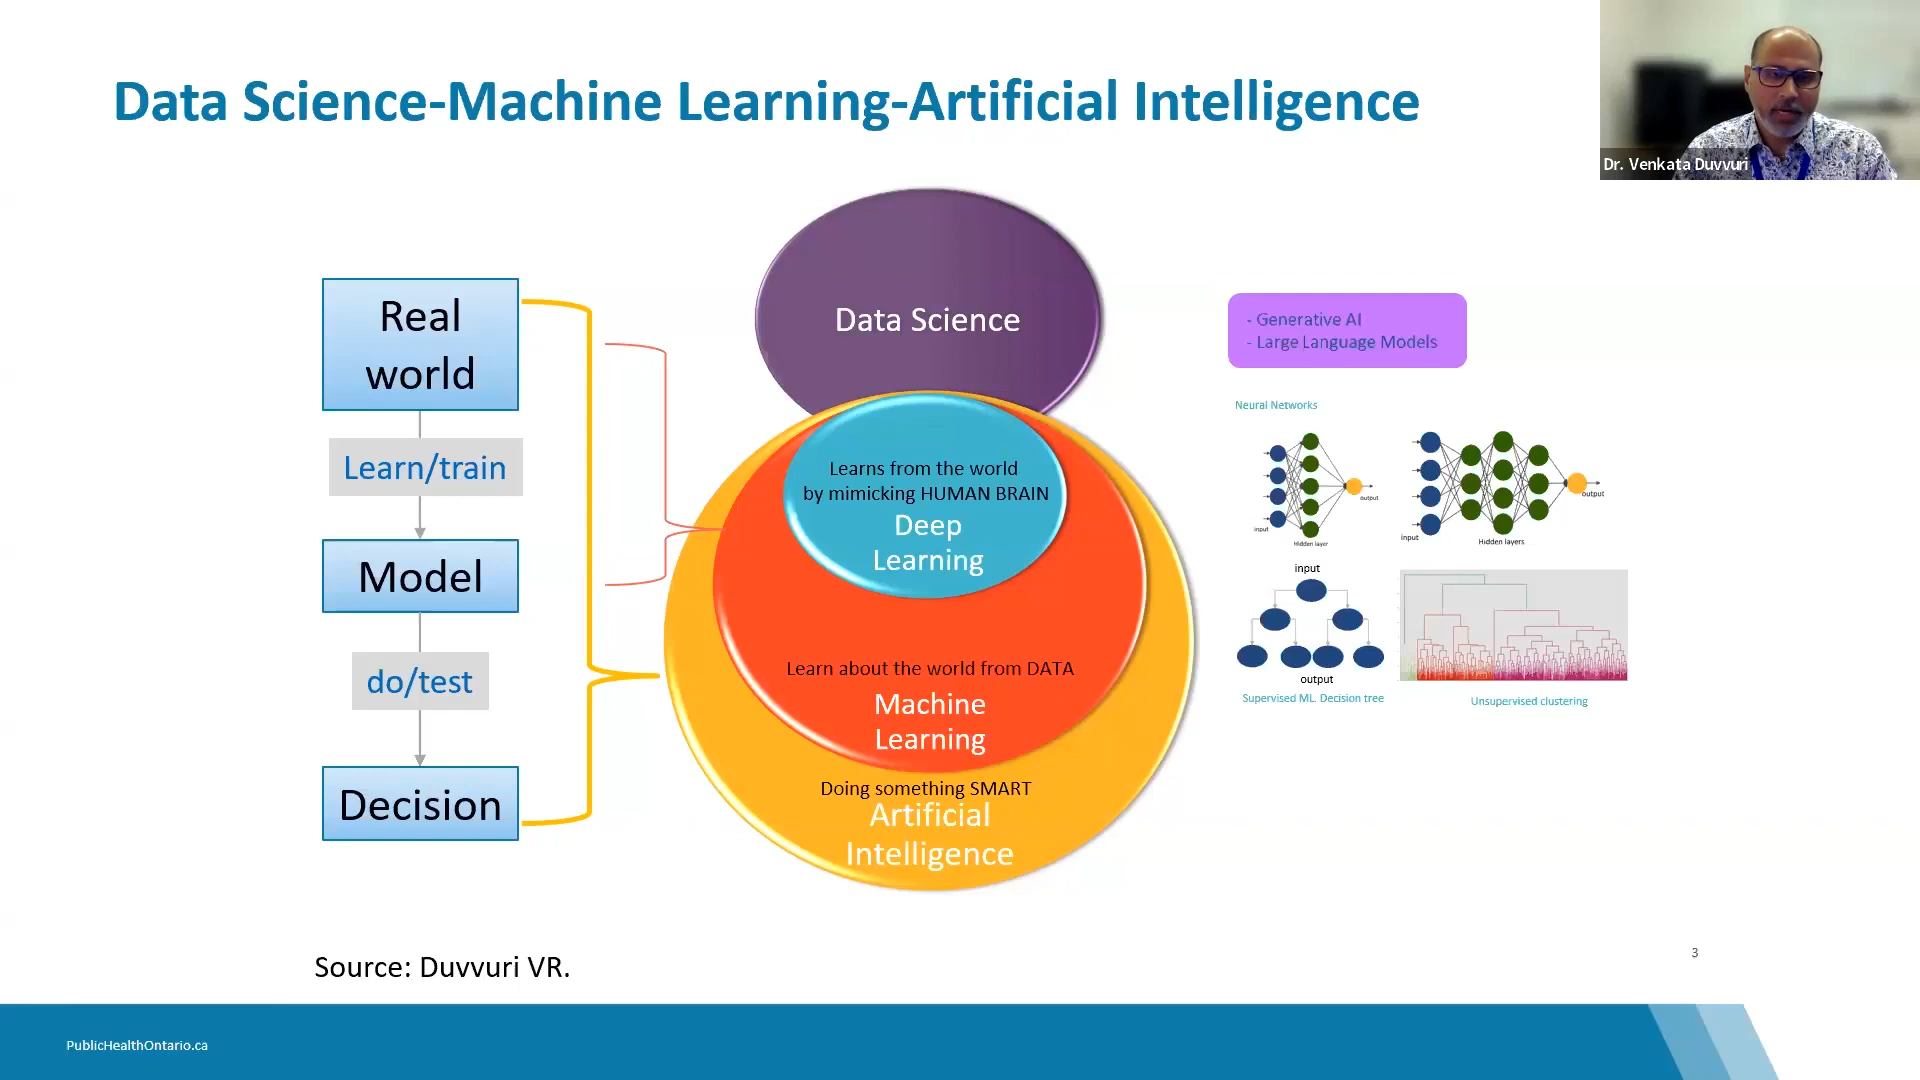 Data Science-Machine Learning-Artificial Intelligence
Dr. Venkata Duvvuri
Real
world
Learn/train
Model
do/test
Decision
Data Science
Learns from the world
by mimicking HUMAN BRAIN
Deep
Learning
Learn about the world from DATA
Machine
Learning
Doing something SMART
Artificial
Intelligence
- Generative AI
- Large Language Models
Neural Networks
input
Hidden layer
output
input
Hidden layers
output
input
output
Supervised ML. Decision tree
Unsupervised clustering
Source: Duvvuri VR.
3
PublicHealthOntario.ca